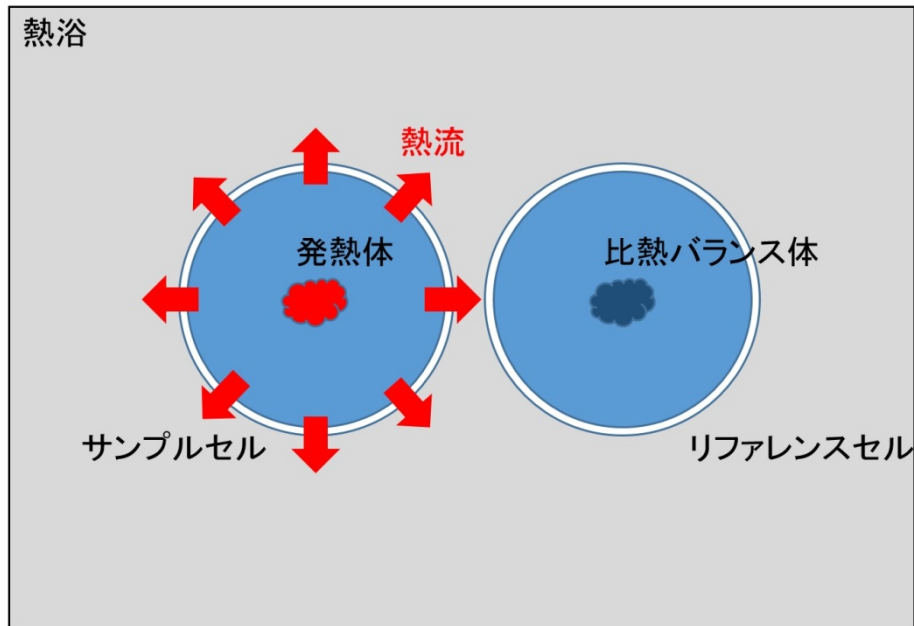 熱浴
熱流
発熱体
比熱バランス体
サンプルセル
リファレンスセル